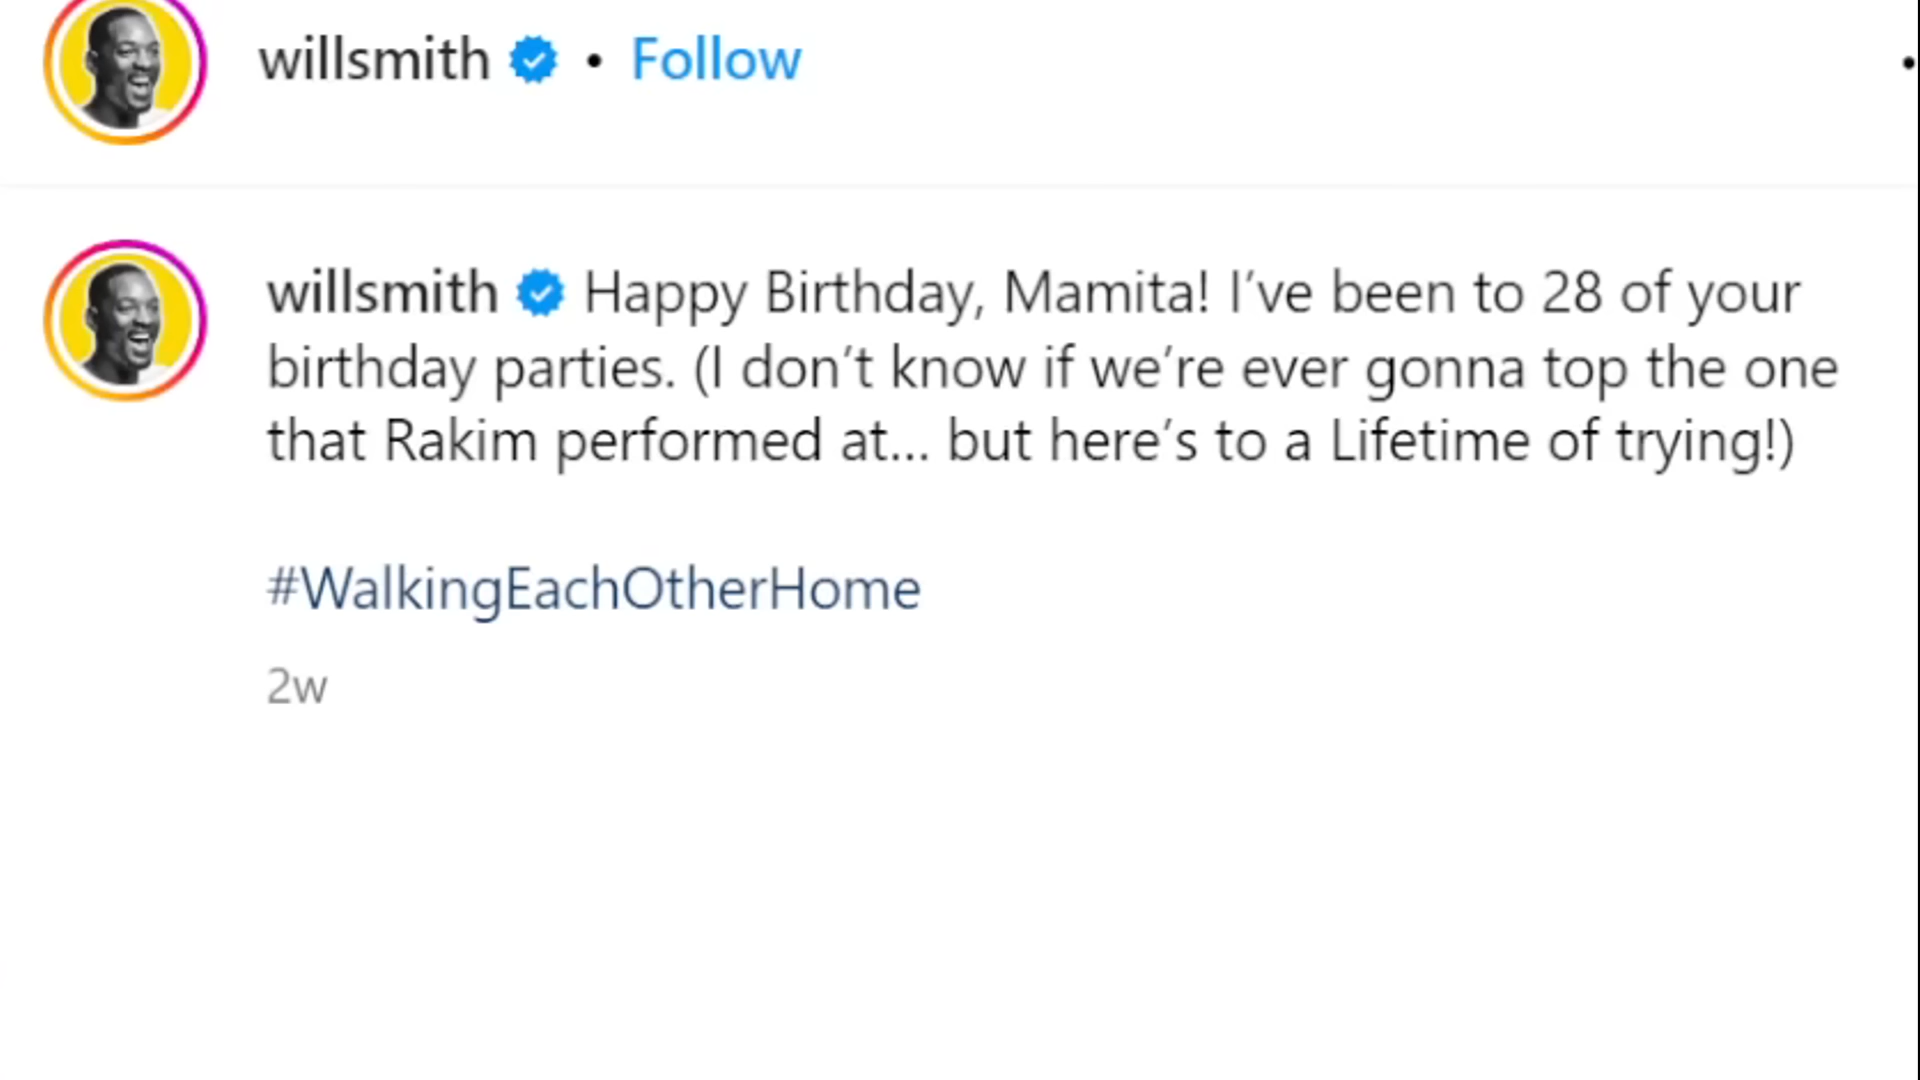 willsmith • Follow
willsmith Happy Birthday, Mamita! I’ve been to 28 of your
birthday parties. (I don’t know if we’re ever gonna top the one
that Rakim performed at... but here’s to a Lifetime of trying!)
#WalkingEachOtherHome
2w